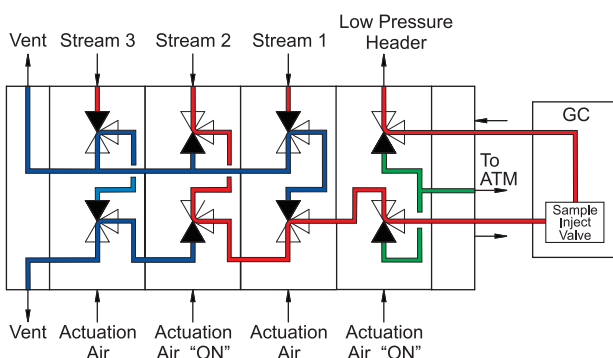 Vent
Stream 3
Stream 2
Stream 1
Low Pressure
Header
GC
To
ATM
Sample
Inject
Valve
Vent
Actuation
Air
Actuation
Air "ON"
Actuation
Air
Actuation
Air "ON"